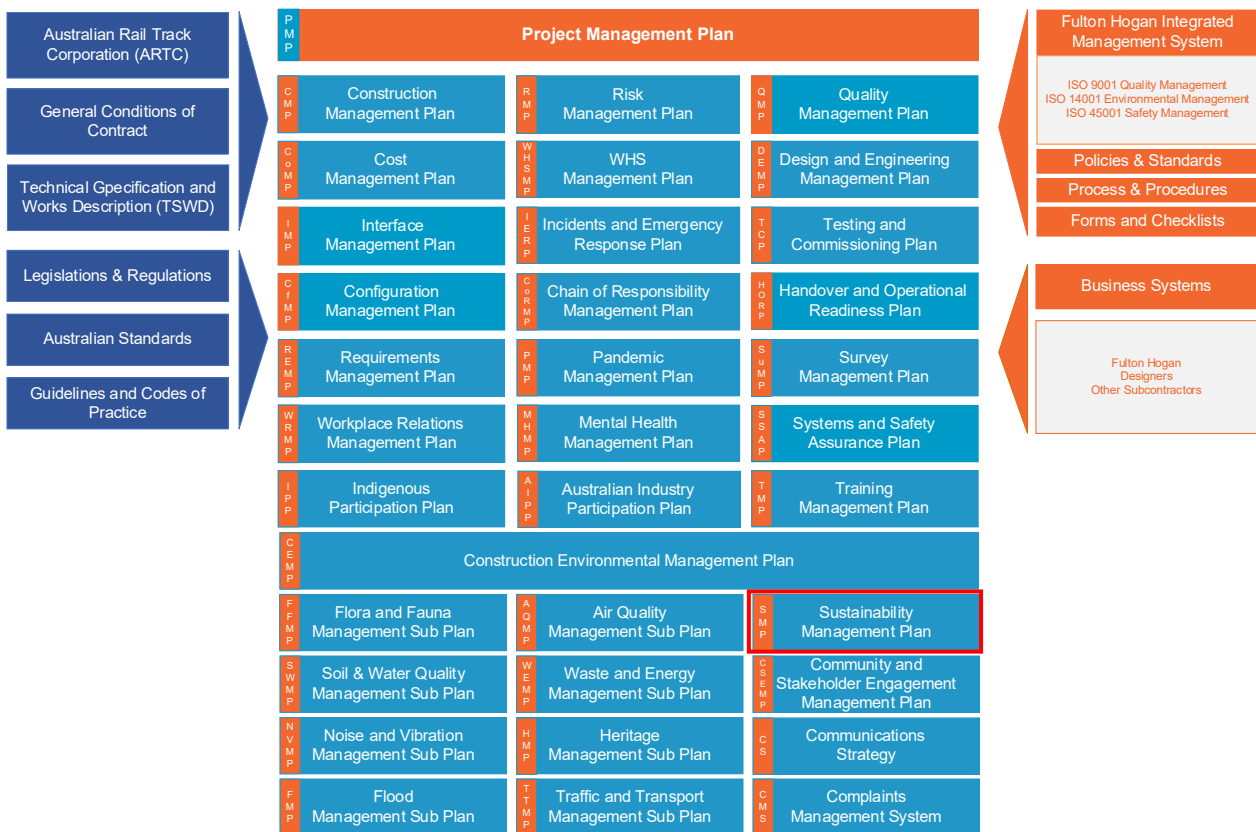 Australian Rail Track
Corporation (ARTC)
General Conditions of
Contract
Technical Gpecification and
Works Description (TSWD)
Legislations & Regulations
Australian Standards
Guidelines and Codes of
Practice
PMP
Project Management Plan
CMP
Construction
Management Plan
RMP
Risk
Management Plan
QMP
Quality
Management Plan
CoMP
Cost
Management Plan
WHSMP
WHS
Management Plan
DEMP
Design and Engineering
Management Plan
IMP
Interface
Management Plan
IERP
Incidents and Emergency
Response Plan
TCP
Testing and
Commissioning Plan
CfMP
Configuration
Management Plan
CoRMP
Chain of Responsibility
Management Plan
HORP
Handover and Operational
Readiness Plan
REMP
Requirements
Management Plan
PMP
Pandemic
Management Plan
SuMP
Survey
Management Plan
WRMP
Workplace Relations
Management Plan
MHMP
Mental Health
Management Plan
SSAP
Systems and Safety
Assurance Plan
IPP
Indigenous
Participation Plan
AIPP
Australian Industry
Participation Plan
TMP
Training
Management Plan
CEMP
Construction Environmental Management Plan
FFMP
Flora and Fauna
Management Sub Plan
AQMP
Air Quality
Management Sub Plan
SMP
Sustainability
Management Plan
SWMP
Soil & Water Quality
Management Sub Plan
WEMP
Waste and Energy
Management Sub Plan
CSEMP
Community and
Stakeholder Engagement
Management Plan
NVMP
Noise and Vibration
Management Sub Plan
HMP
Heritage
Management Sub Plan
CS
Communications
Strategy
FMP
Flood
Management Sub Plan
TTMP
Traffic and Transport
Management Sub Plan
CMS
Complaints
Management System
Fulton Hogan Integrated
Management System
ISO 9001 Quality Management
ISO 14001 Environmental Management
ISO 45001 Safety Management
Policies & Standards
Process & Procedures
Forms and Checklists
Business Systems
Fulton Hogan
Designers
Other Subcontractors